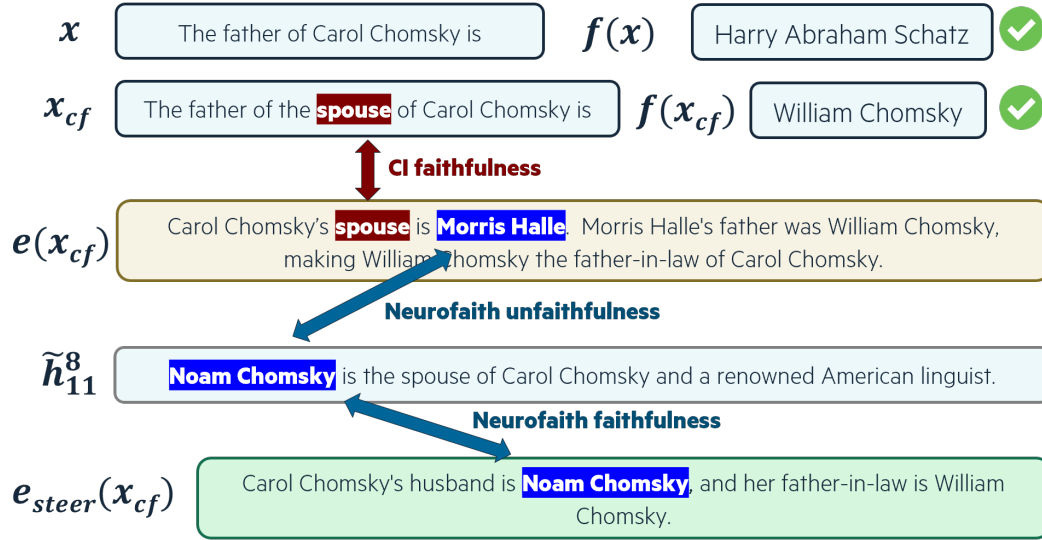 x The father of Carol Chomsky is f(x) Harry Abraham Schatz
x_cf The father of the spouse of Carol Chomsky is f(x_cf) William Chomsky
CI faithfulness
e(x_cf) Carol Chomsky's spouse is Morris Halle. Morris Halle's father was William Chomsky,
making William Chomsky the father-in-law of Carol Chomsky.
Neurofaith unfaithfulness
h̃^8_11 Noam Chomsky is the spouse of Carol Chomsky and a renowned American linguist.
Neurofaith faithfulness
e_steer(x_cf) Carol Chomsky's husband is Noam Chomsky, and her father-in-law is William
Chomsky.